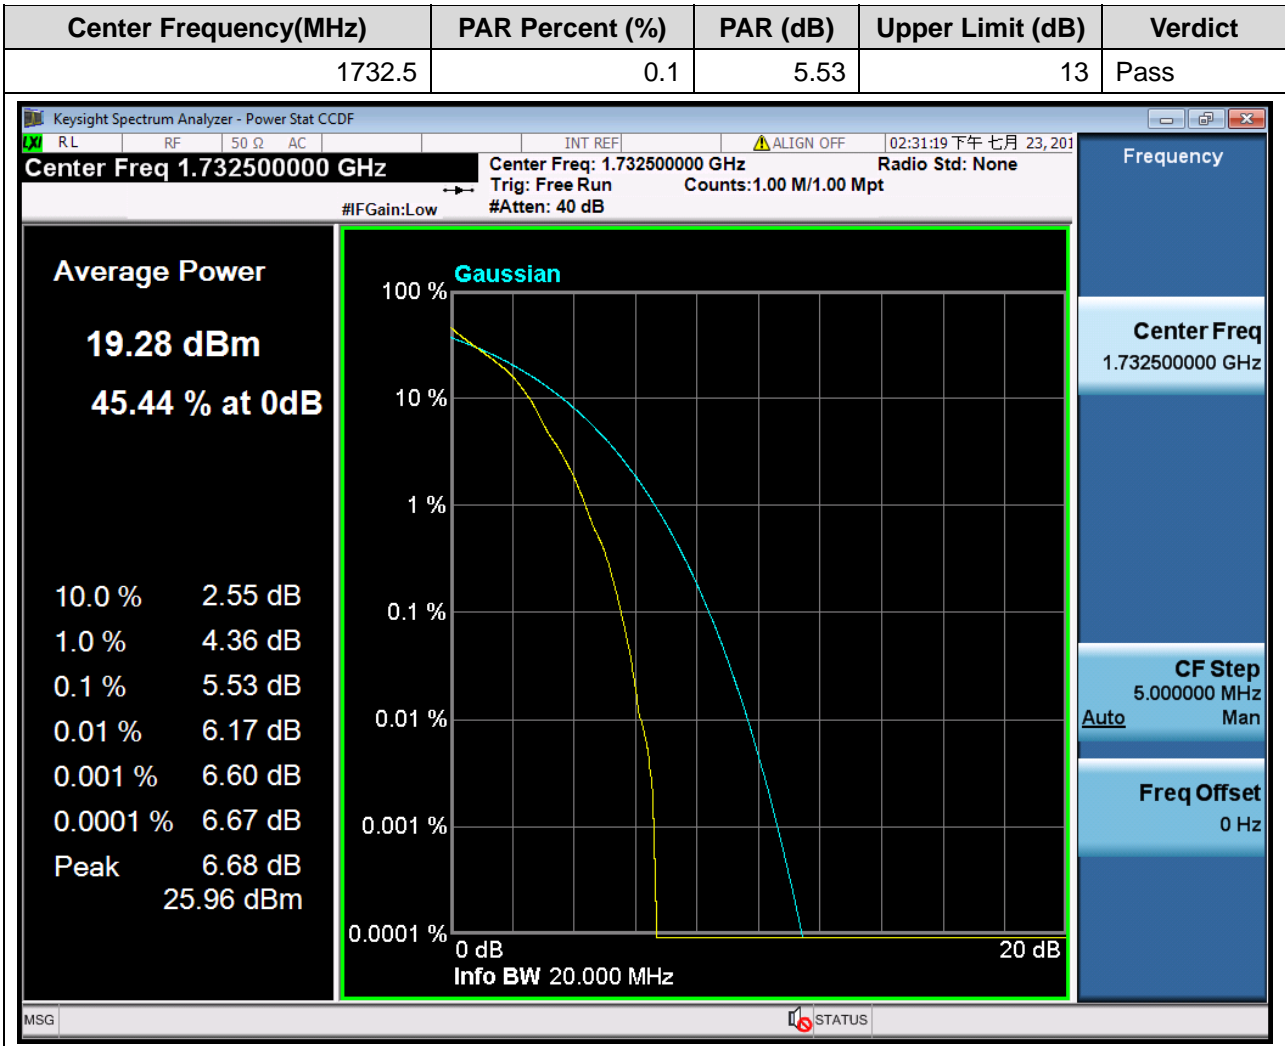 Center Frequency(MHz) PAR Percent (%) PAR (dB) Upper Limit (dB) Verdict
1732.5 0.1 5.53 13 Pass
Keysight Spectrum Analyzer - Power Stat CCDF
LXI RL RF 50 Ω AC INT REF ALIGN OFF 02:31:19 下午 七月 23, 201
Center Freq 1.732500000 GHz
Center Freq: 1.732500000 GHz Radio Std: None
Trig: Free Run Counts:1.00 M/1.00 Mpt
#IFGain:Low #Atten: 40 dB
Average Power
19.28 dBm
45.44 % at 0dB
10.0 % 2.55 dB
1.0 % 4.36 dB
0.1 % 5.53 dB
0.01 % 6.17 dB
0.001 % 6.60 dB
0.0001 % 6.67 dB
Peak 6.68 dB
25.96 dBm
Gaussian
100 %
10 %
1 %
0.1 %
0.01 %
0.001 %
0.0001 %
0 dB 20 dB
Info BW 20.000 MHz
Frequency
Center Freq
1.732500000 GHz
CF Step
5.000000 MHz
Auto Man
Freq Offset
0 Hz
MSG STATUS